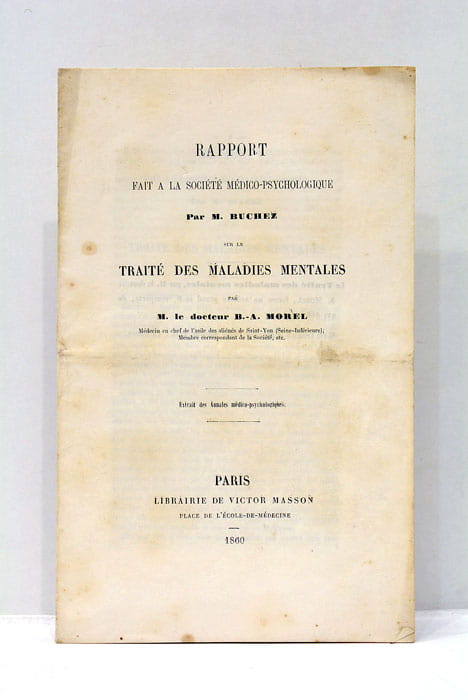 RAPPORT
FAIT A LA SOCIÉTÉ MÉDICO-PSYCHOLOGIQUE
Par M. BUCHEZ
SUR LE
TRAITÉ DES MALADIES MENTALES
PAR
M. le docteur B.-A. MOREL
Médecin en chef de l'asile des aliénés de Saint-Yon (Seine-Inférieure),
Membre correspondant de la Société, etc.
Extrait des Annales médico-psychologiques.
PARIS
LIBRAIRIE DE VICTOR MASSON
PLACE DE L'ÉCOLE-DE-MÉDECINE
1860